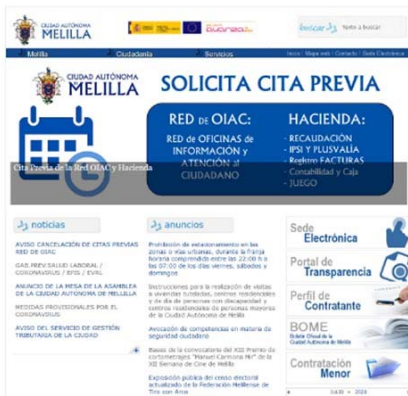 CIUDAD AUTÓNOMA
MELILLA
avanza
buscar
texto a buscar
Melilla
Ciudadanía
Servicios
Inicio | Mapa web | Contacto | Sede Electrónica
CIUDAD AUTÓNOMA
MELILLA
SOLICITA CITA PREVIA
RED DE OIAC:
RED de OFICINAS de
INFORMACIÓN y
ATENCIÓN al
CIUDADANO
HACIENDA:
- RECAUDACIÓN
- IPSI Y PLUSVALÍA
- Registro FACTURAS
- Contabilidad y Caja
- JUEGO
Cita Previa de la Red OIAC y Hacienda
noticias
AVISO CANCELACIÓN DE CITAS PREVIAS
RED DE OIAC
GAB.PREV.SALUD LABORAL /
CORONAVIRUS / EPIS / EVRL
ANUNCIO DE LA MESA DE LA ASAMBLEA
DE LA CIUDAD AUTONOMA DE MELILLA
MEDIDAS PROVISIONALES POR EL
CORONAVIRUS
AVISO DEL SERVICIO DE GESTIÓN
TRIBUTARIA DE LA CIUDAD
anuncios
Prohibición de estacionamiento en las
zonas o vías urbanas, durante la franja
horaria comprendida entre las 22:00 h a
las 07:00 de los días viernes, sábados y
domingos
Instrucciones para la realización de visitas
a viviendas tuteladas, centros residenciales
y de día de personas con discapacidad y
centros residenciales de personas mayores
de la Ciudad Autónoma de Melilla
Avocación de competencias en materia de
seguridad ciudadana
Bases de la convocatoria del XIII Premio de
cortometrajes "Manuel Carmona Mir" de la
XII Semana de Cine de Melilla
Exposición pública del censo electoral
actualizado de la Federación Melillense de
Tiro con Arco
Sede
Electrónica
Portal de
Transparencia
Perfil de
Contratante
BOME
Boletín Oficial de la
Ciudad Autónoma de Melilla
Contratación
Menor